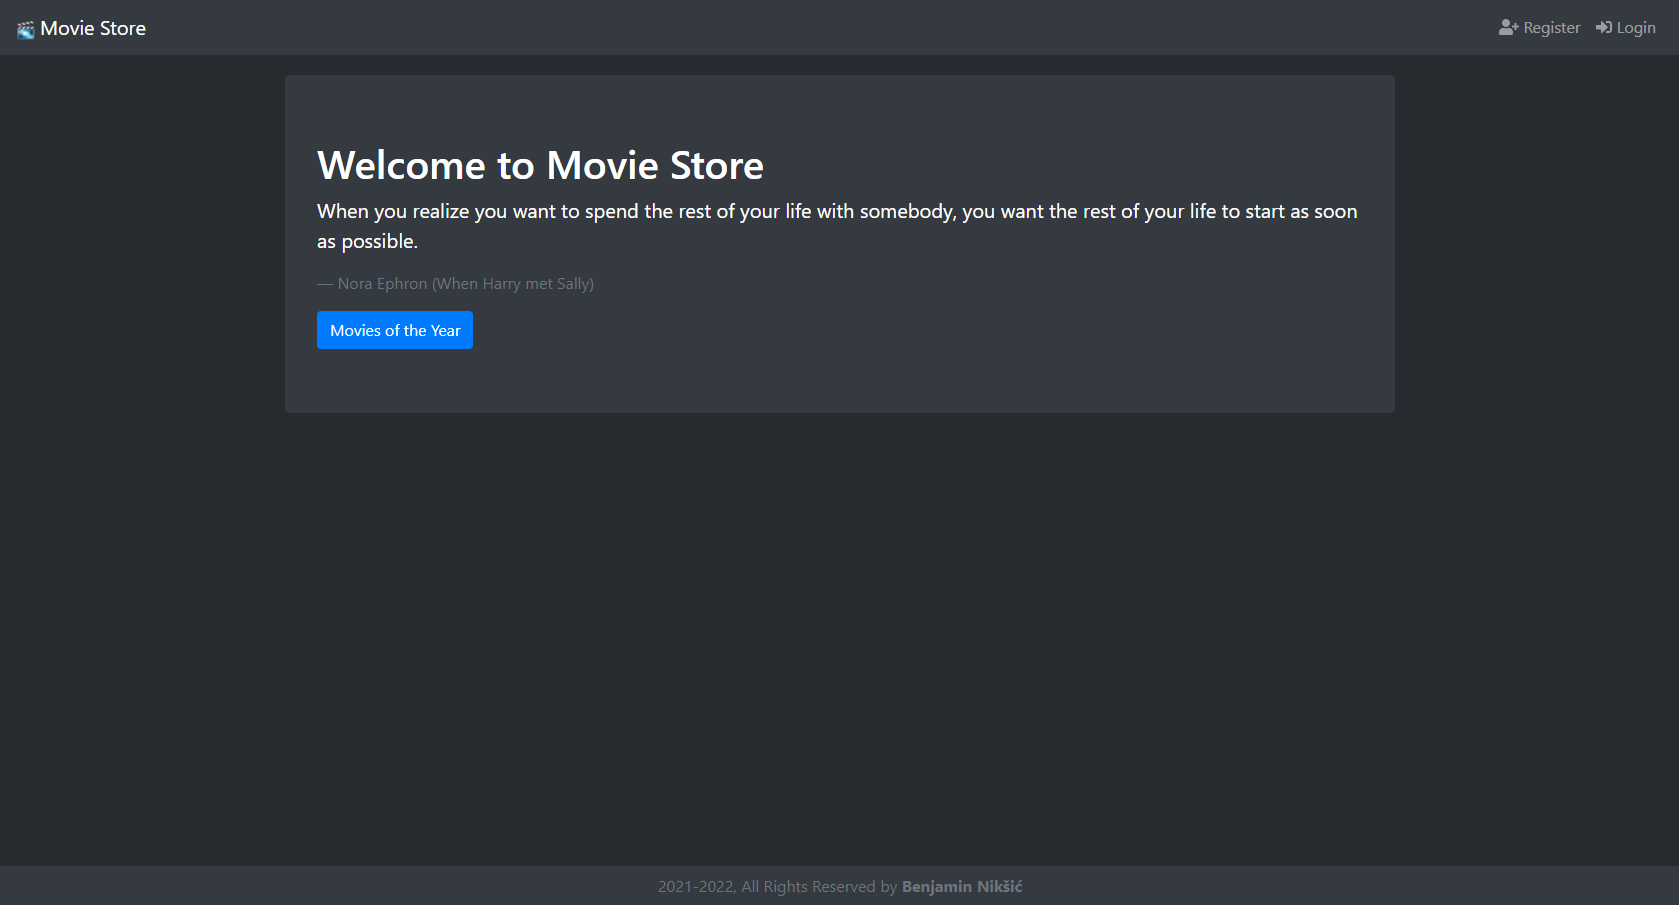 Movie Store
Register
Login
Welcome to Movie Store
When you realize you want to spend the rest of your life with somebody, you want the rest of your life to start as soon
as possible.
— Nora Ephron (When Harry met Sally)
Movies of the Year
2021-2022, All Rights Reserved by Benjamin Nikšić